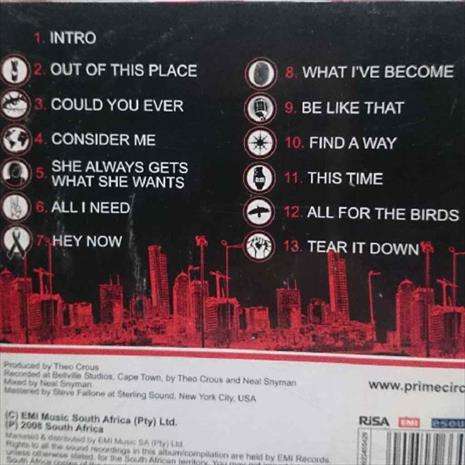 1. INTRO
2. OUT OF THIS PLACE
3. COULD YOU EVER
4. CONSIDER ME
5. SHE ALWAYS GETS
WHAT SHE WANTS
6. ALL I NEED
7. HEY NOW
8. WHAT I'VE BECOME
9. BE LIKE THAT
10. FIND A WAY
11. THIS TIME
12. ALL FOR THE BIRDS
13. TEAR IT DOWN
Produced by Theo Crous
Recorded at Bellville Studios, Cape Town, by Theo Crous and Neal Snyman
Mixed by Neal Snyman
Mastered by Steve Fallone at Sterling Sound, New York City, USA
www.primecirc
(C) EMI Music South Africa (Pty) Ltd.
(P) 2008 South Africa
Marketed & distributed by EMI Music SA (Pty) Ltd.
Rights to all the sound recordings in this album/compilation are held by EMI Records,
unless otherwise stated, for the South African territory. You may not
RiSA EMI